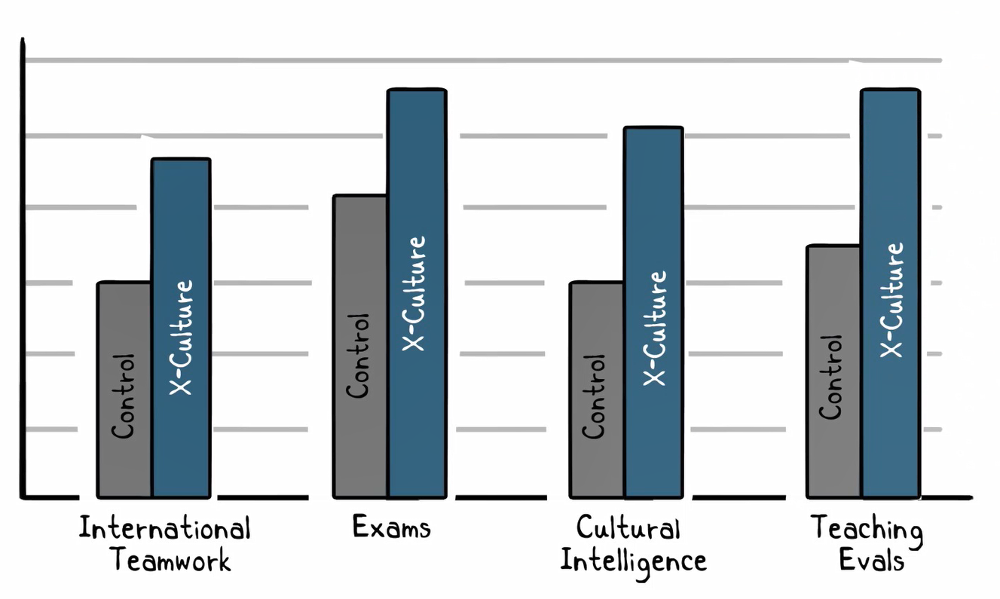 Control
X-Culture
Control
X-Culture
Control
X-Culture
Control
X-Culture
International
Teamwork
Exams
Cultural
Intelligence
Teaching
Evals